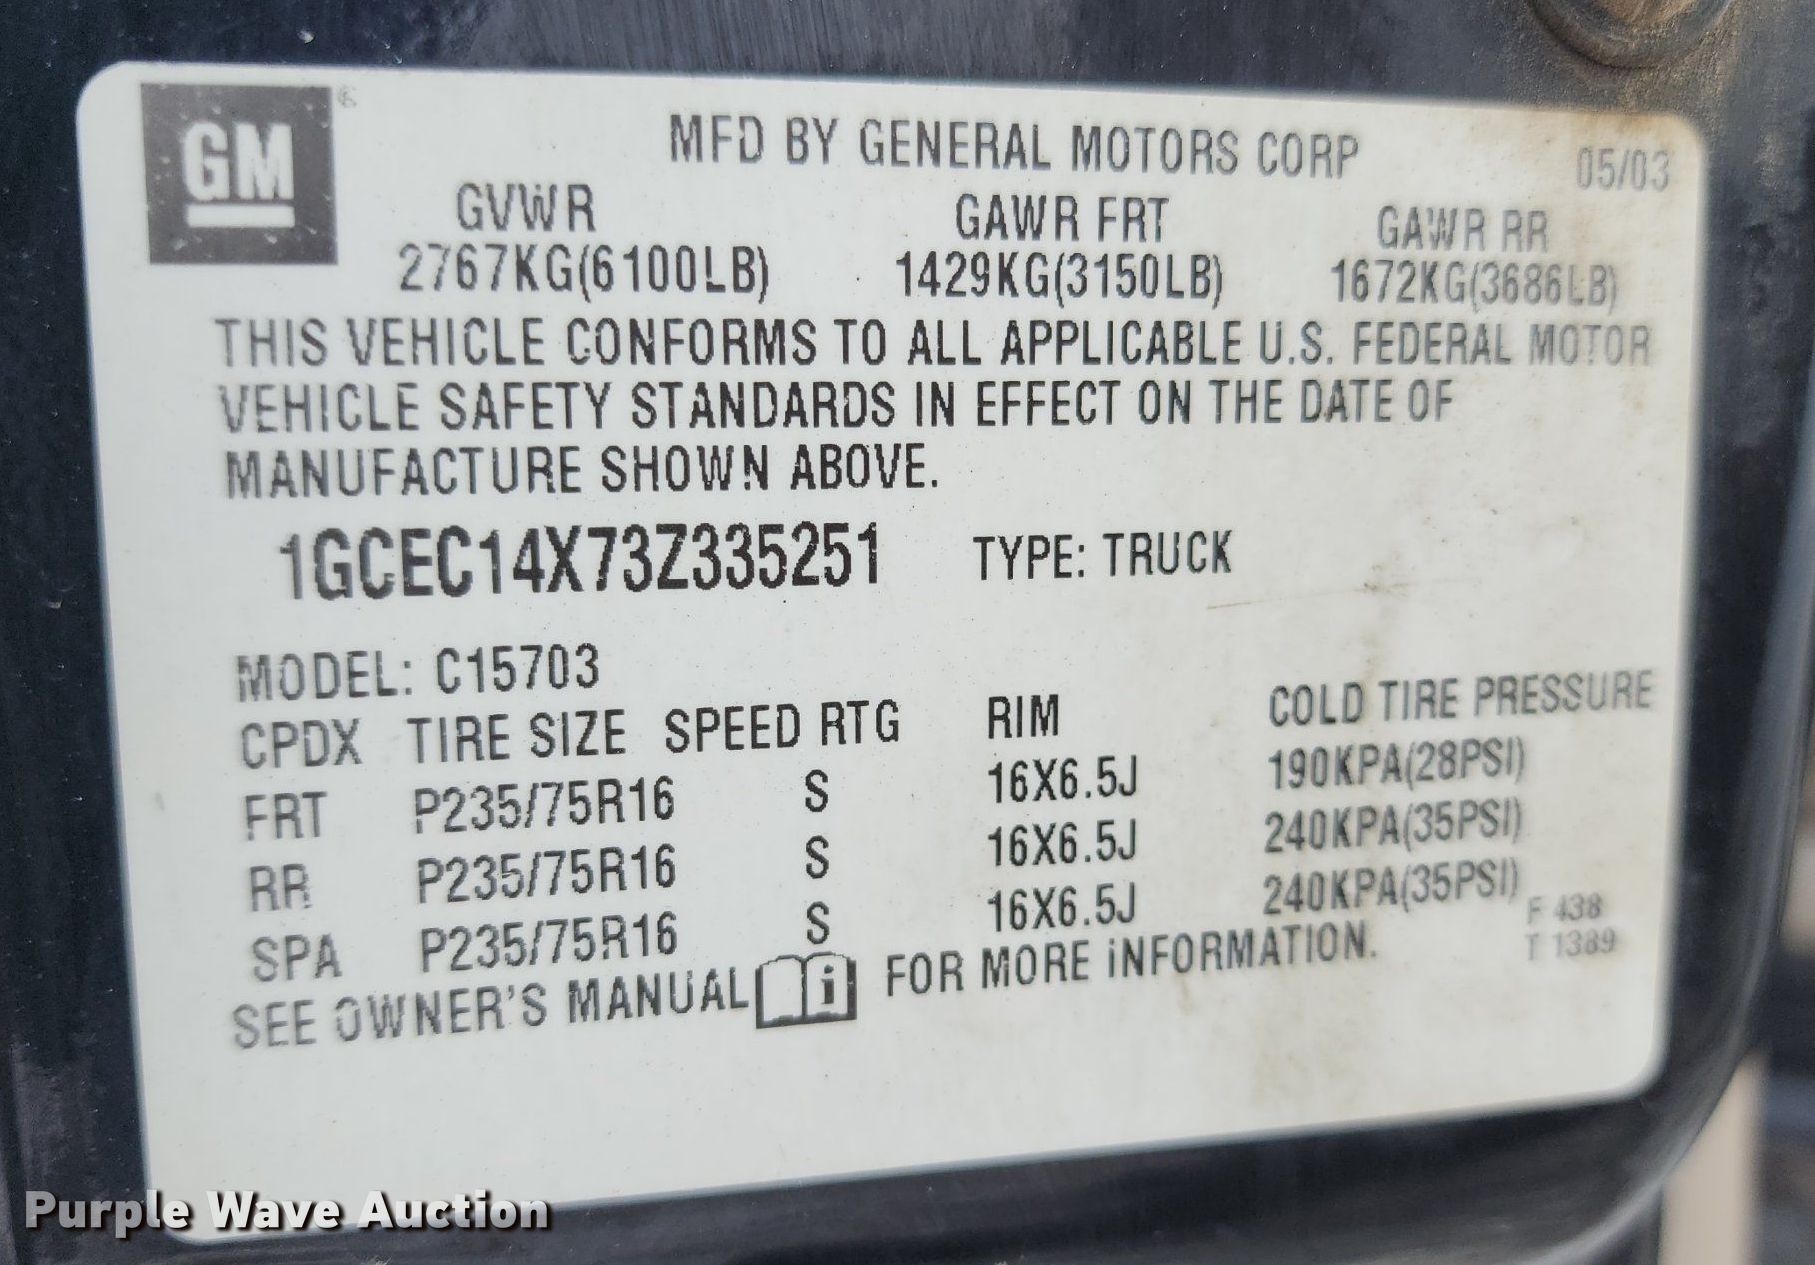 GM
MFD BY GENERAL MOTORS CORP 05/03
GVWR GAWR FRT GAWR RR
2767KG(6100LB) 1429KG(3150LB) 1672KG(3686LB)
THIS VEHICLE CONFORMS TO ALL APPLICABLE U.S. FEDERAL MOTOR
VEHICLE SAFETY STANDARDS IN EFFECT ON THE DATE OF
MANUFACTURE SHOWN ABOVE.
1GCEC14X73Z335251 TYPE: TRUCK
MODEL: C15703
CPDX TIRE SIZE SPEED RTG RIM COLD TIRE PRESSURE
FRT P235/75R16 S 16X6.5J 190KPA(28PSI)
RR P235/75R16 S 16X6.5J 240KPA(35PSI)
SPA P235/75R16 S 16X6.5J 240KPA(35PSI)
F 438
T 1389
SEE OWNER'S MANUAL i FOR MORE INFORMATION.
Purple Wave Auction